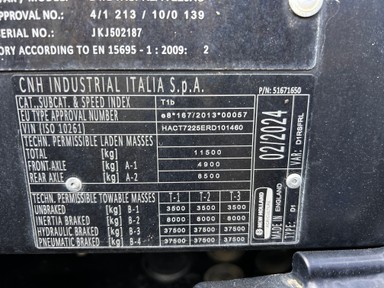 APPROVAL NO.: 4/1 213 / 10/0 139
SERIAL NO.: JKJ502187
ORY ACCORDING TO EN 15695 - 1 : 2009: 2
CNH INDUSTRIAL ITALIA S.p.A.
P/N: 51671650
CAT.,SUBCAT. & SPEED INDEX T1b
EU TYPE APPROVAL NUMBER e8*167/2013*00057
VIN (ISO 10261) HACT7225ERD101460
TECHN. PERMISSIBLE LADEN MASSES
TOTAL [kg] 11500
FRONT.AXLE [kg] A-1 4900
REAR AXLE [kg] A-2 8500
TECHN. PERMISSIBLE TOWABLE MASSES T-1 T-2 T-3
UNBRAKED [kg] B-1 3500 3500 3500
INERTIA BRAKED [kg] B-2 8000 8000 8000
HYDRAULIC BRAKED [kg] B-3 37500 37500 37500
PNEUMATIC BRAKED [kg] B-4 37500 37500 37500
02/2024
VAR: D1RSFRL
NEW HOLLAND
MADE IN ENGLAND
TYPE: D1